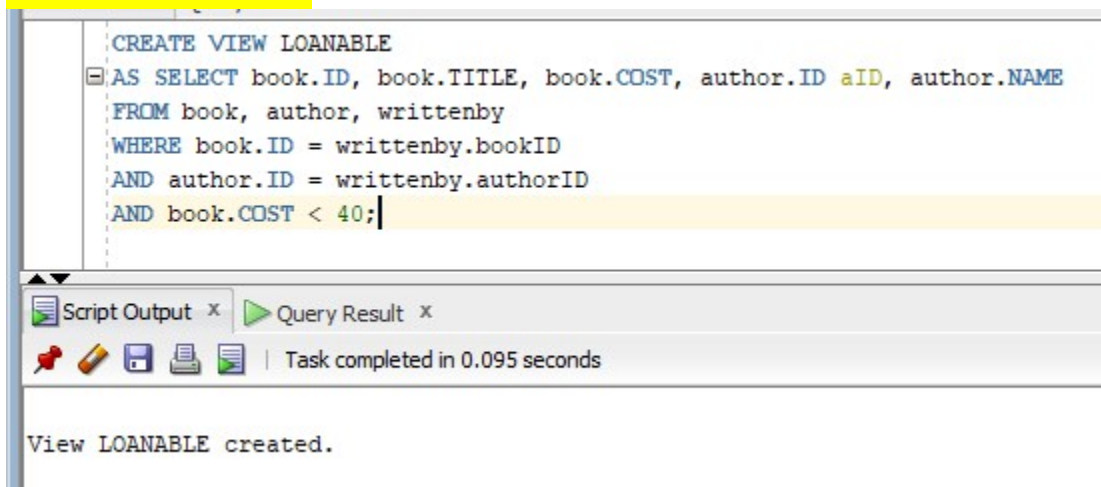 CREATE VIEW LOANABLE
AS SELECT book.ID, book.TITLE, book.COST, author.ID aID, author.NAME
FROM book, author, writtenby
WHERE book.ID = writtenby.bookID
AND author.ID = writtenby.authorID
AND book.COST < 40;
Script Output x Query Result x
Task completed in 0.095 seconds
View LOANABLE created.